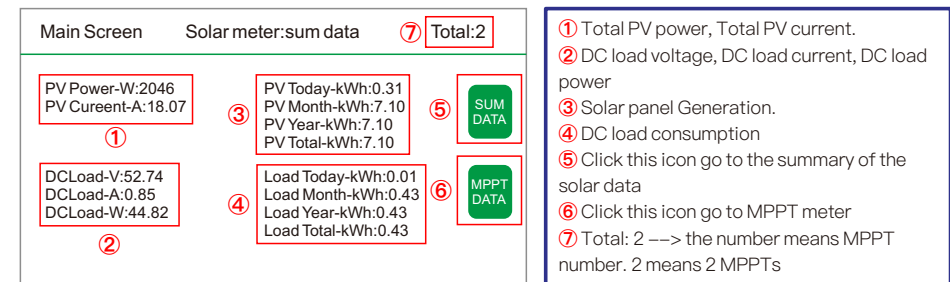 Main Screen Solar meter:sum data ⑦ Total:2
PV Power-W:2046
PV Cureent-A:18.07
①
PV Today-kWh:0.31
PV Month-kWh:7.10
PV Year-kWh:7.10
PV Total-kWh:7.10
③
⑤
SUM
DATA
DCLoad-V:52.74
DCLoad-A:0.85
DCLoad-W:44.82
②
Load Today-kWh:0.01
Load Month-kWh:0.43
Load Year-kWh:0.43
Load Total-kWh:0.43
④
⑥
MPPT
DATA
① Total PV power, Total PV current.
② DC load voltage, DC load current, DC load
power
③ Solar panel Generation.
④ DC load consumption
⑤ Click this icon go to the summary of the
solar data
⑥ Click this icon go to MPPT meter
⑦ Total: 2 --> the number means MPPT
number. 2 means 2 MPPTs